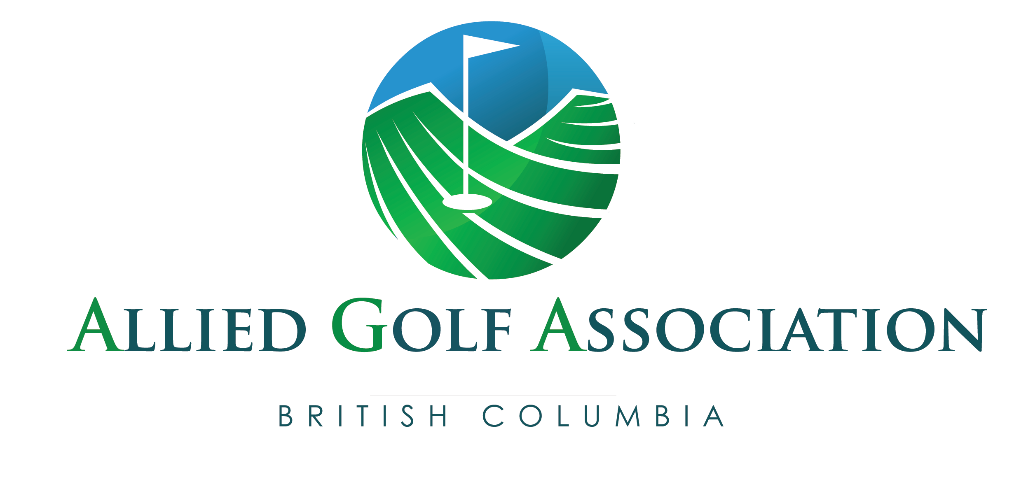 Allied Golf Association
BRITISH COLUMBIA